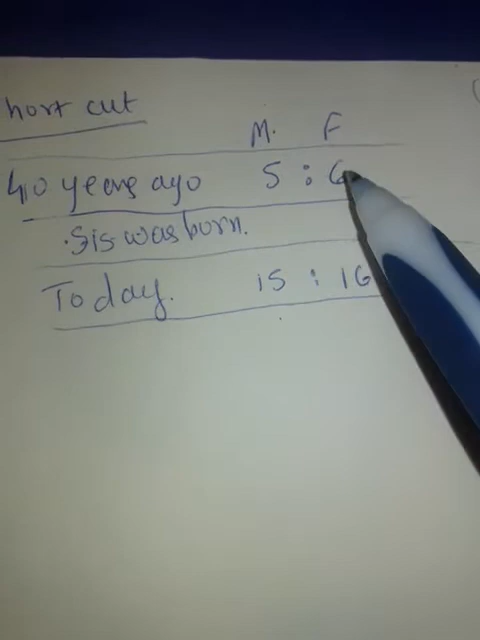 hort cut
M. F
40 years ago 5 : 6
Sis was born.
Today. 15 : 16